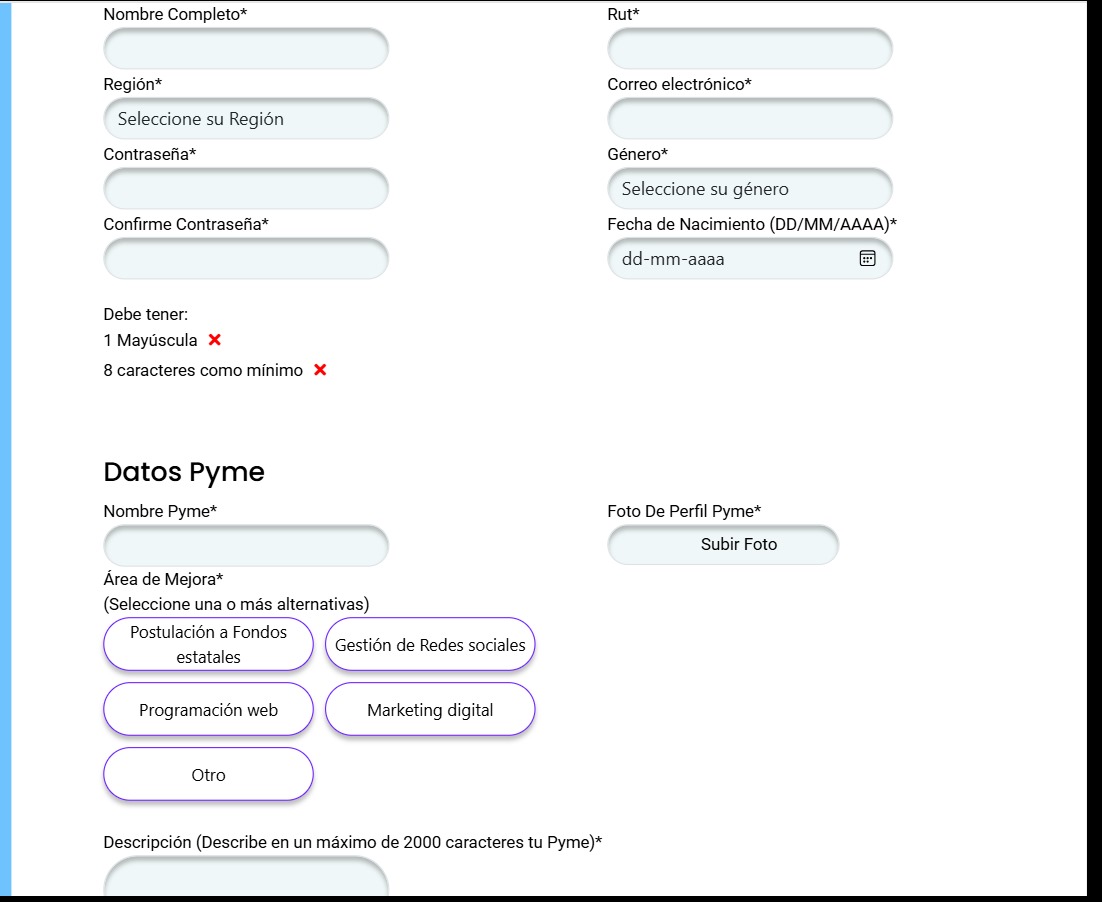 Nombre Completo*
Rut*
Región*
Correo electrónico*
Seleccione su Región
Contraseña*
Género*
Seleccione su género
Confirme Contraseña*
Fecha de Nacimiento (DD/MM/AAAA)*
dd-mm-aaaa
Debe tener:
1 Mayúscula
8 caracteres como mínimo
Datos Pyme
Nombre Pyme*
Foto De Perfil Pyme*
Subir Foto
Área de Mejora*
(Seleccione una o más alternativas)
Postulación a Fondos
estatales
Gestión de Redes sociales
Programación web
Marketing digital
Otro
Descripción (Describe en un máximo de 2000 caracteres tu Pyme)*